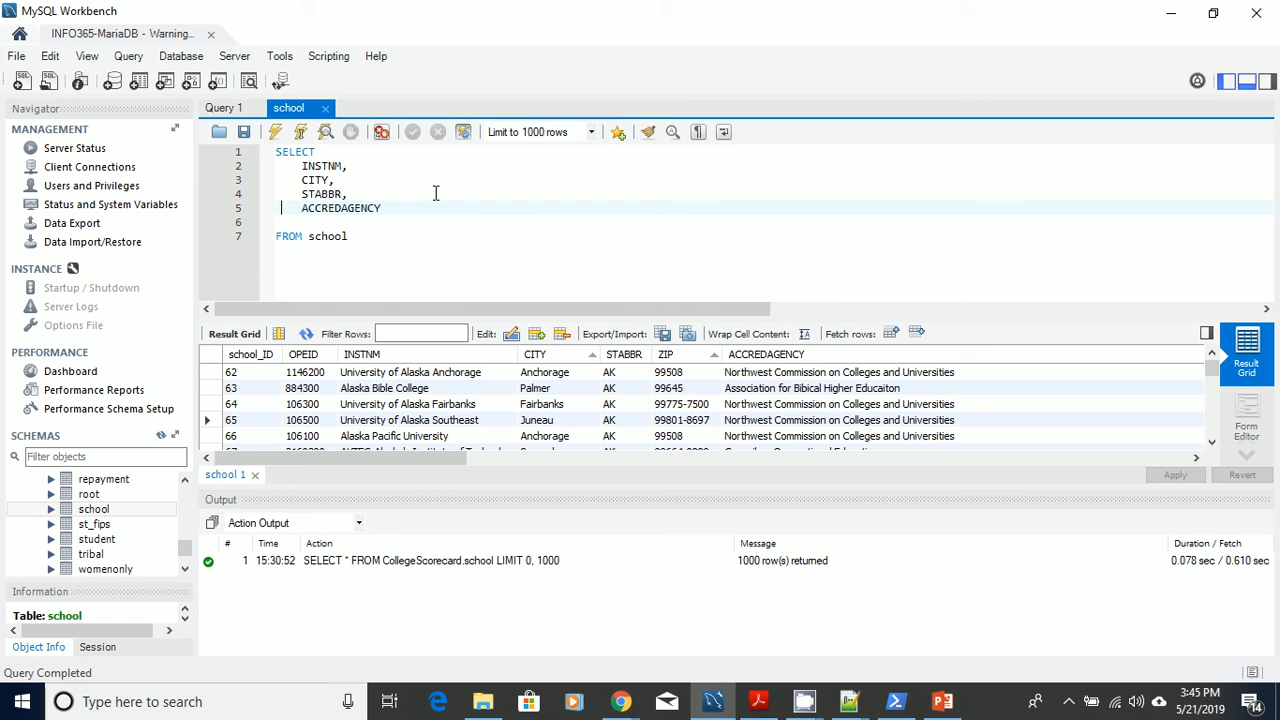 MySQL Workbench
INFO365-MariaDB - Warning...
File Edit View Query Database Server Tools Scripting Help
Navigator
MANAGEMENT
Server Status
Client Connections
Users and Privileges
Status and System Variables
Data Export
Data Import/Restore
INSTANCE
Startup / Shutdown
Server Logs
Options File
PERFORMANCE
Dashboard
Performance Reports
Performance Schema Setup
SCHEMAS
Filter objects
repayment
root
school
st_fips
student
tribal
womenonly
Information
Table: school
Object Info Session
Query Completed
Query 1 school
Limit to 1000 rows
1 SELECT
2 INSTNM,
3 CITY,
4 STABBR,
5 ACCREDAGENCY
6
7 FROM school
Result Grid Filter Rows: Edit: Export/Import: Wrap Cell Content: Fetch rows:
school_ID OPEID INSTNM CITY STABBR ZIP ACCREDAGENCY
62 1146200 University of Alaska Anchorage Anchorage AK 99508 Northwest Commission on Colleges and Universities
63 884300 Alaska Bible College Palmer AK 99645 Association for Bibical Higher Educaiton
64 106300 University of Alaska Fairbanks Fairbanks AK 99775-7500 Northwest Commission on Colleges and Universities
65 106500 University of Alaska Southeast Juneau AK 99801-8697 Northwest Commission on Colleges and Universities
66 106100 Alaska Pacific University Anchorage AK 99508 Northwest Commission on Colleges and Universities
Result Grid
Form Editor
school 1
Apply Revert
Output
Action Output
# Time Action Message Duration / Fetch
1 15:30:52 SELECT * FROM CollegeScorecard.school LIMIT 0, 1000 1000 row(s) returned 0.078 sec / 0.610 sec
Type here to search
3:45 PM
5/21/2019
14